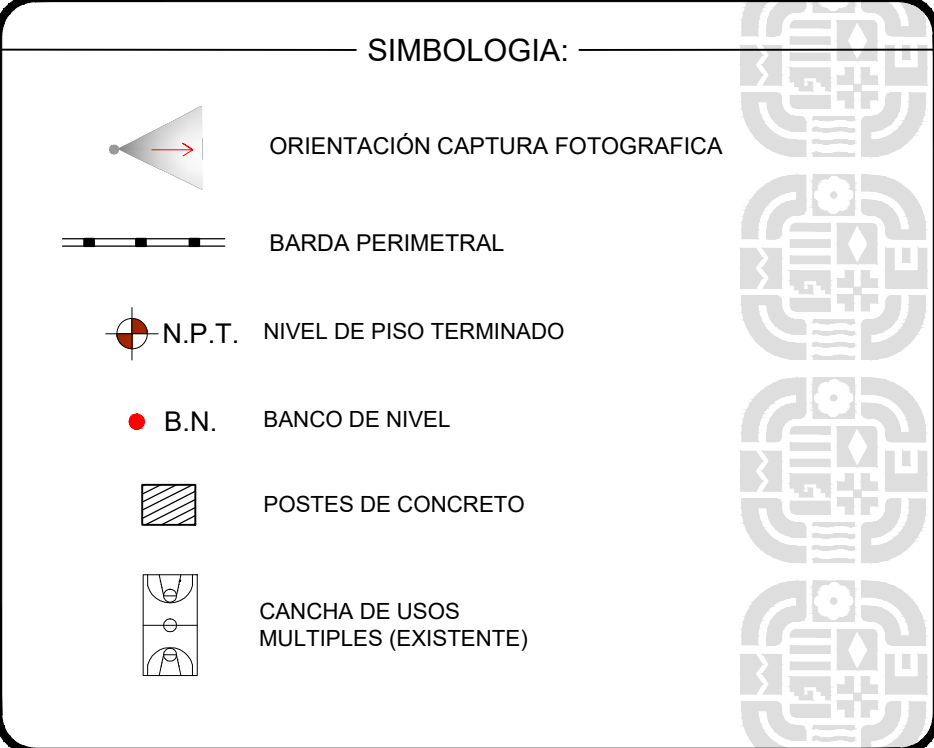 SIMBOLOGIA:
ORIENTACIÓN CAPTURA FOTOGRAFICA
BARDA PERIMETRAL
N.P.T. NIVEL DE PISO TERMINADO
B.N. BANCO DE NIVEL
POSTES DE CONCRETO
CANCHA DE USOS
MULTIPLES (EXISTENTE)